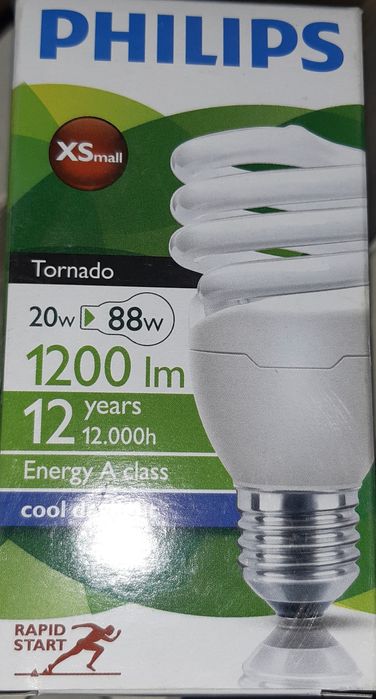 PHILIPS
XSmall
Tornado
20w 88w
1200 lm
12 years
12.000h
Energy A class
cool
RAPID
START